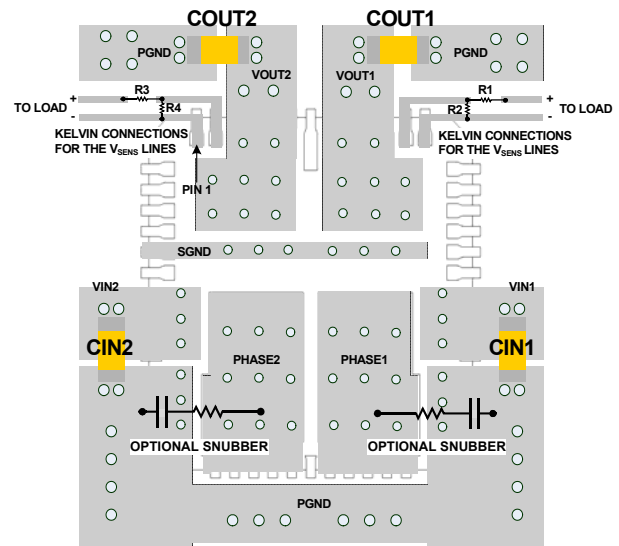 COUT2
COUT1
PGND
PGND
VOUT2
VOUT1
R3
R1
+
+
TO LOAD
R4
R2
TO LOAD
-
-
KELVIN CONNECTIONS
FOR THE VSENS LINES
KELVIN CONNECTIONS
FOR THE VSENS LINES
PIN 1
SGND
VIN2
VIN1
CIN2
CIN1
PHASE2
PHASE1
OPTIONAL SNUBBER
OPTIONAL SNUBBER
PGND